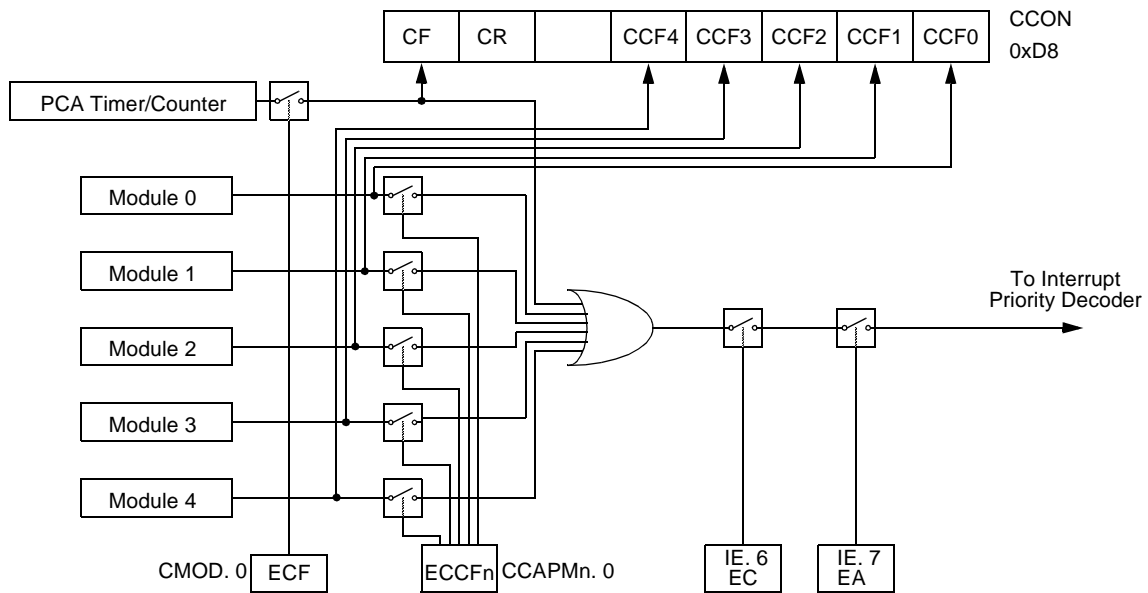 CF CR CCF4 CCF3 CCF2 CCF1 CCF0
CCON
0xD8
PCA Timer/Counter
Module 0
Module 1
Module 2
Module 3
Module 4
To Interrupt
Priority Decoder
CMOD. 0 ECF
ECCFn CCAPMn. 0
IE. 6
EC
IE. 7
EA